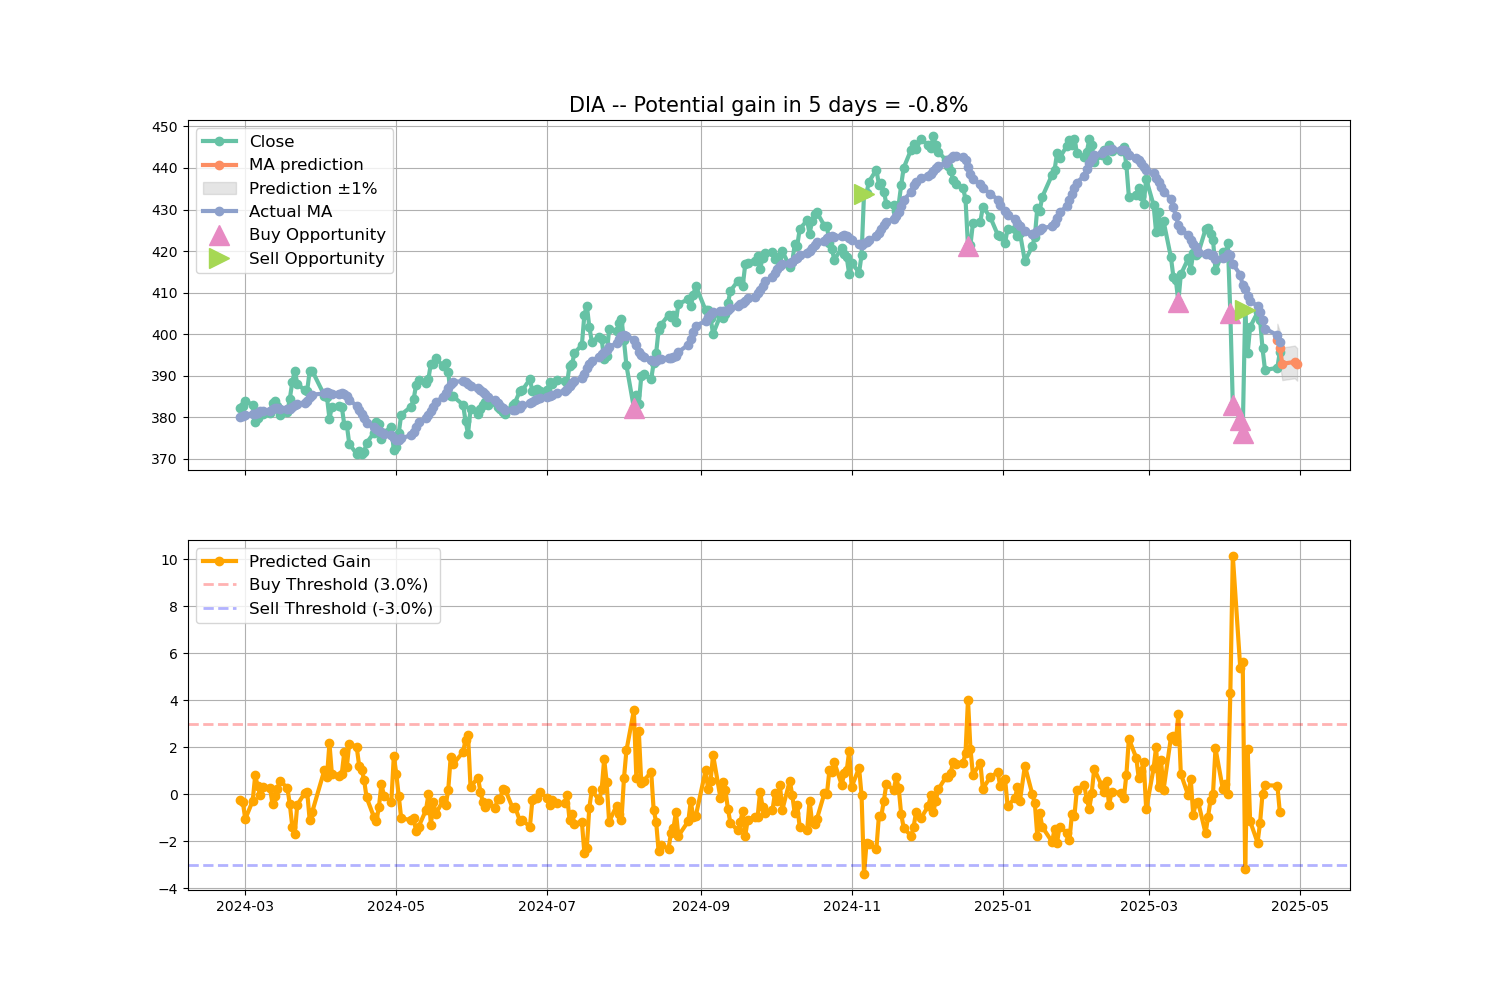 DIA -- Potential gain in 5 days = -0.8%
450
440
430
420
410
400
390
380
370
Close
MA prediction
Prediction ±1%
Actual MA
Buy Opportunity
Sell Opportunity
10
8
6
4
2
0
−2
−4
Predicted Gain
Buy Threshold (3.0%)
Sell Threshold (-3.0%)
2024-03 2024-05 2024-07 2024-09 2024-11 2025-01 2025-03 2025-05